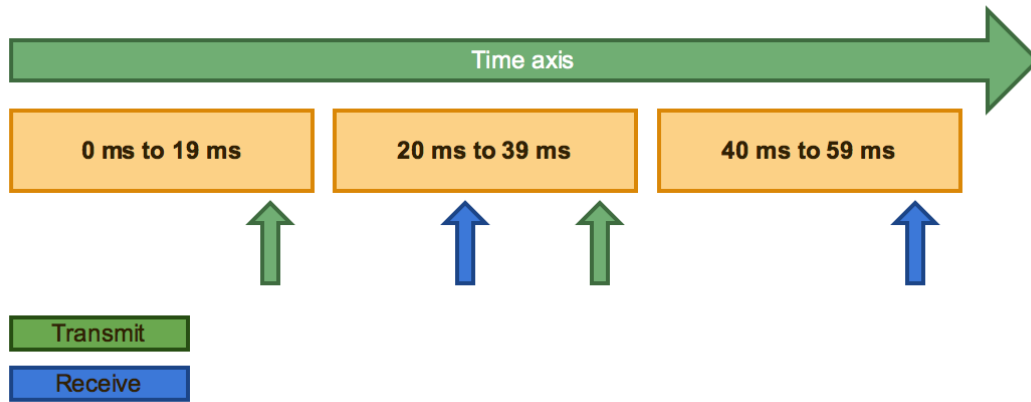 Time axis
0 ms to 19 ms
20 ms to 39 ms
40 ms to 59 ms
Transmit
Receive